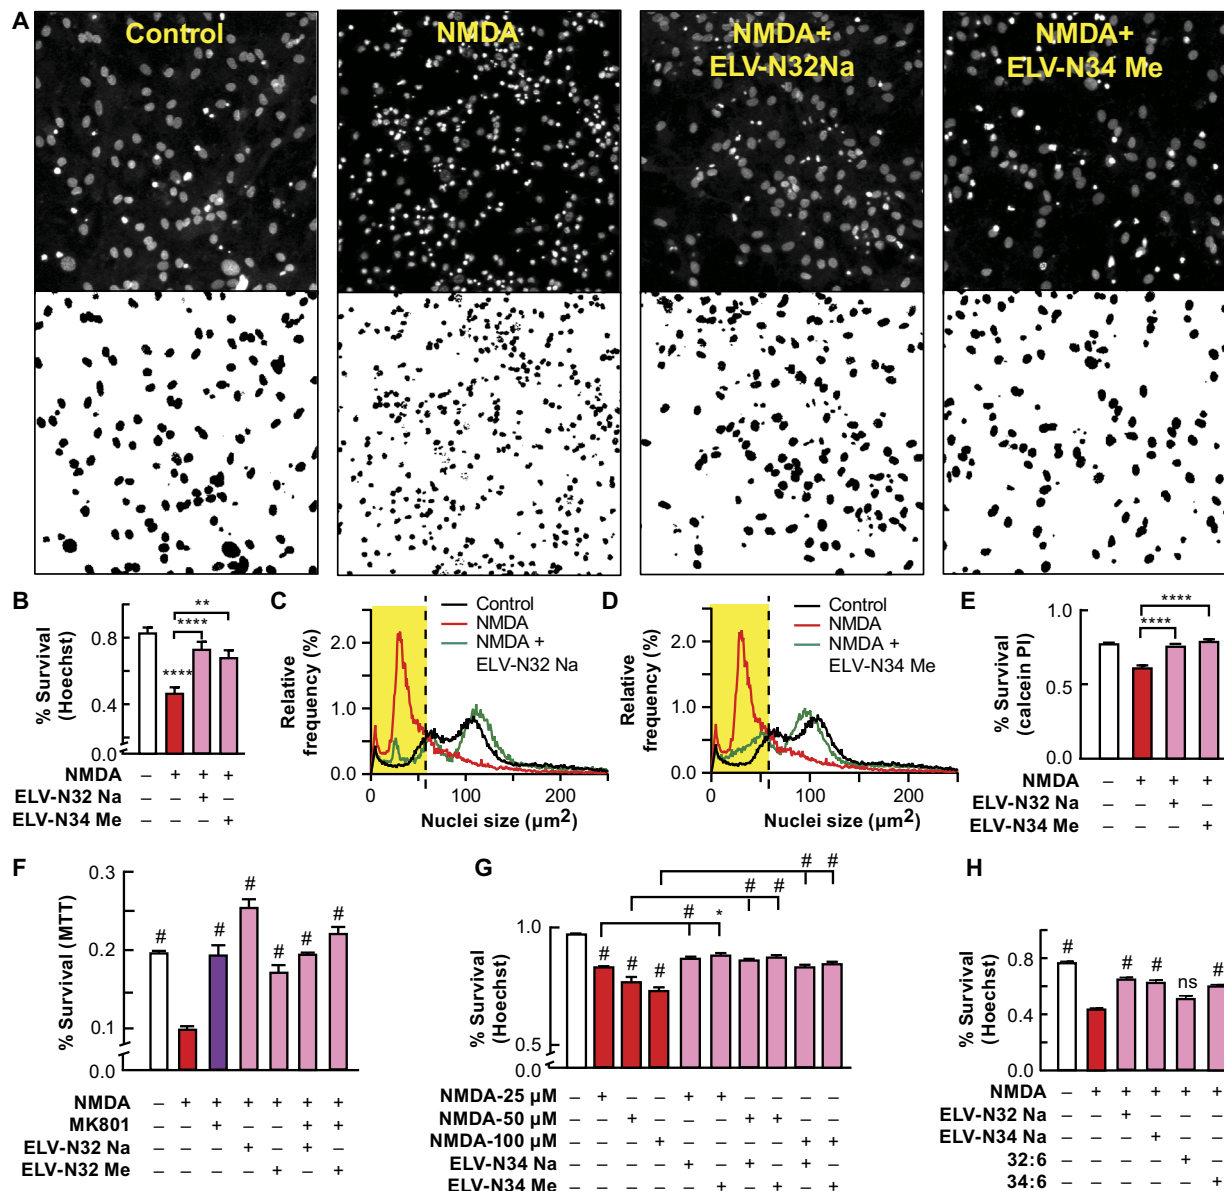 A
Control
NMDA
NMDA+
ELV-N32Na
NMDA+
ELV-N34 Me
B
% Survival
(Hoechst)
0.8
0.4
0.0
**
****
****
NMDA – + + +
ELV-N32 Na – – + –
ELV-N34 Me – – – +
C
Relative
frequency (%)
2.0
1.0
0.0
0 100 200
Nuclei size (µm2)
Control
NMDA
NMDA +
ELV-N32 Na
D
Relative
frequency (%)
2.0
1.0
0.0
0 100 200
Nuclei size (µm2)
Control
NMDA
NMDA +
ELV-N34 Me
E
% Survival
(calcein PI)
1.0
0.5
0.0
****
****
NMDA – + + +
ELV-N32 Na – – + –
ELV-N34 Me – – – +
F
% Survival (MTT)
0.3
0.2
0.1
0.0
# # # # # #
NMDA – + + + + + +
MK801 – – + – – + +
ELV-N32 Na – – – + – + –
ELV-N32 Me – – – – + – +
G
% Survival
(Hoechst)
1.0
0.5
0.0
# #
# #
# *
# # #
NMDA-25 µM – + – – + + – – – –
NMDA-50 µM – – + – – – + + – –
NMDA-100 µM – – – + – – – – + +
ELV-N34 Na – – – – + – + – + –
ELV-N34 Me – – – – – + – + – +
H
% Survival
(Hoechst)
0.8
0.4
0.0
# # # ns #
NMDA – + + + + +
ELV-N32 Na – – + – – –
ELV-N34 Na – – – + – –
32:6 – – – – + –
34:6 – – – – – +